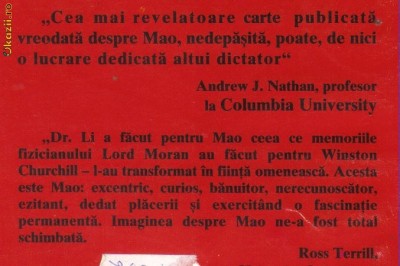 Okazii.ro
„Cea mai revelatoare carte publicată
vreodată despre Mao, nedepășită, poate, de nici
o lucrare dedicată altui dictator“
Andrew J. Nathan, profesor
la Columbia University
„Dr. Li a făcut pentru Mao ceea ce memoriile
fizicianului Lord Moran au făcut pentru Winston
Churchill – l-au transformat în ființă omenească. Acesta
este Mao: excentric, curios, bănuitor, nerecunoscător,
ezitant, dedat plăcerii și exercitând o fascinație
permanentă. Imaginea despre Mao ne-a fost total
schimbată.
Ross Terrill,